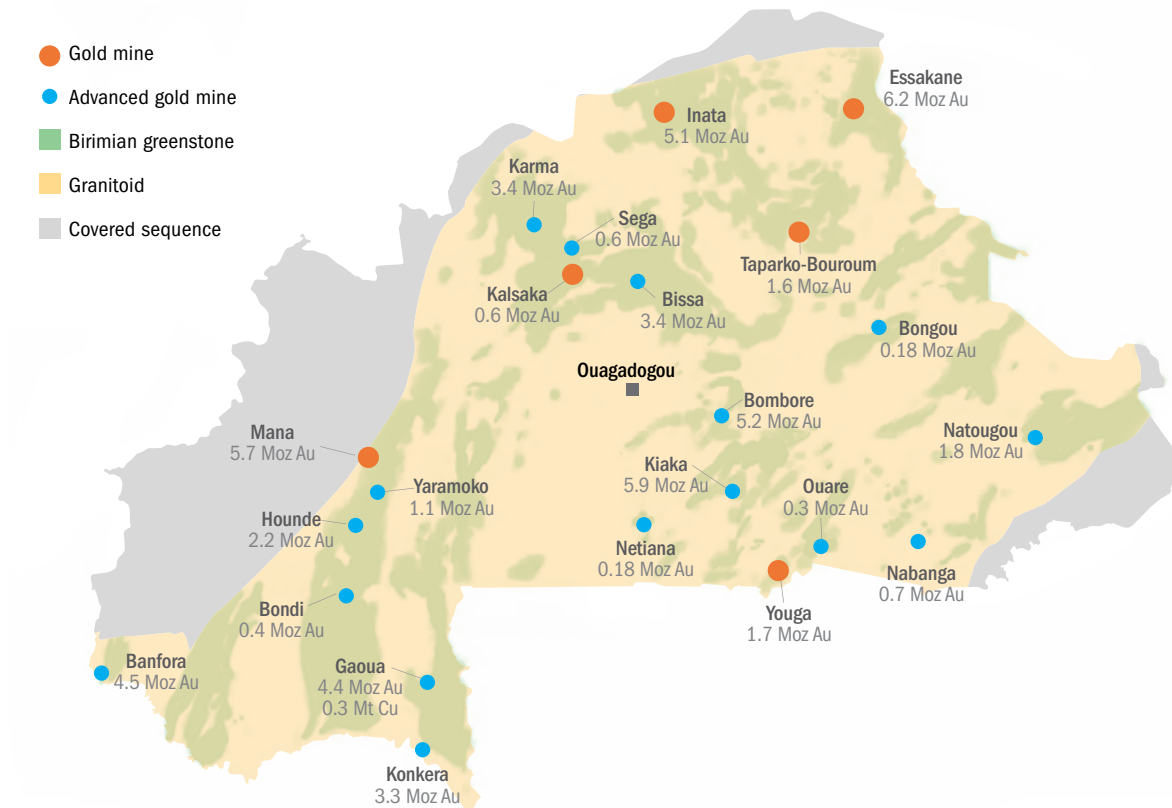 Gold mine
Advanced gold mine
Birimian greenstone
Granitoid
Covered sequence
Essakane
6.2 Moz Au
Inata
5.1 Moz Au
Karma
3.4 Moz Au
Sega
0.6 Moz Au
Taparko-Bouroum
1.6 Moz Au
Kalsaka
0.6 Moz Au
Bissa
3.4 Moz Au
Bongou
0.18 Moz Au
Ouagadogou
Bombore
5.2 Moz Au
Mana
5.7 Moz Au
Natougou
1.8 Moz Au
Kiaka
5.9 Moz Au
Yaramoko
1.1 Moz Au
Ouare
0.3 Moz Au
Hounde
2.2 Moz Au
Netiana
0.18 Moz Au
Nabanga
0.7 Moz Au
Bondi
0.4 Moz Au
Youga
1.7 Moz Au
Banfora
4.5 Moz Au
Gaoua
4.4 Moz Au
0.3 Mt Cu
Konkera
3.3 Moz Au